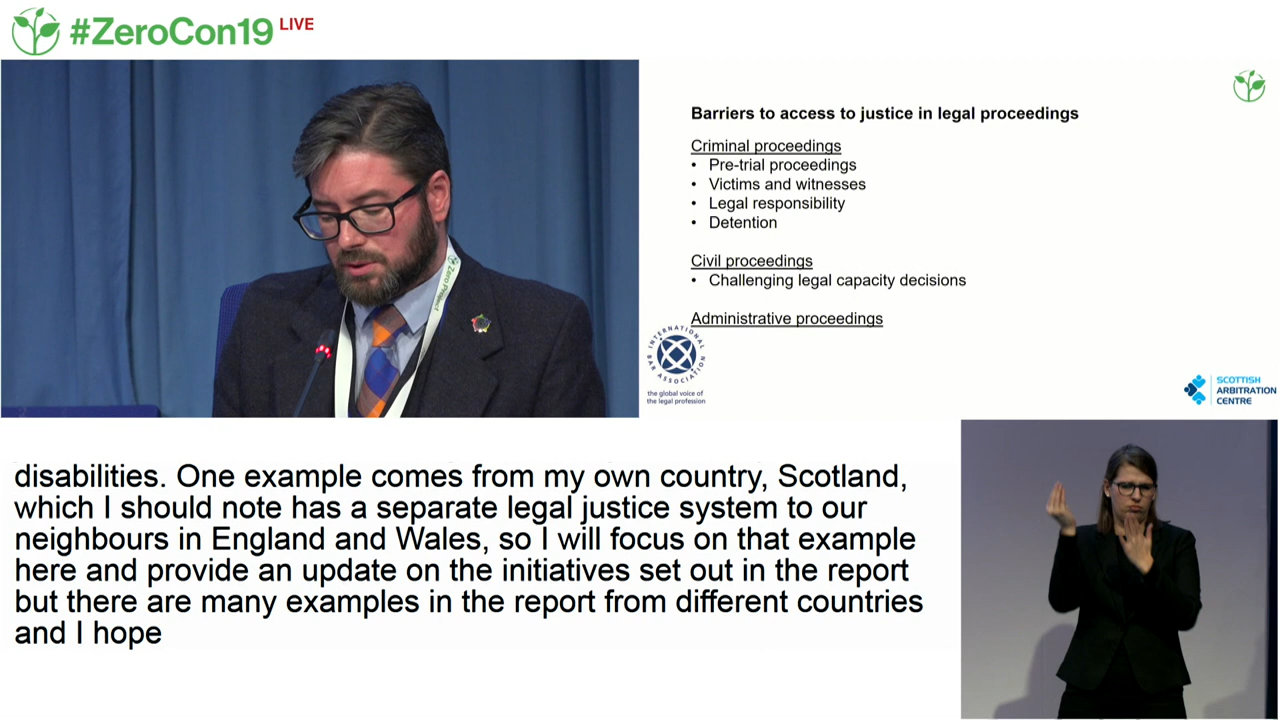 #ZeroCon19 LIVE
Zero Project
Barriers to access to justice in legal proceedings
Criminal proceedings
• Pre-trial proceedings
• Victims and witnesses
• Legal responsibility
• Detention
Civil proceedings
• Challenging legal capacity decisions
Administrative proceedings
INTERNATIONAL BAR ASSOCIATION
the global voice of
the legal profession
SCOTTISH
ARBITRATION
CENTRE
disabilities. One example comes from my own country, Scotland,
which I should note has a separate legal justice system to our
neighbours in England and Wales, so I will focus on that example
here and provide an update on the initiatives set out in the report
but there are many examples in the report from different countries
and I hope